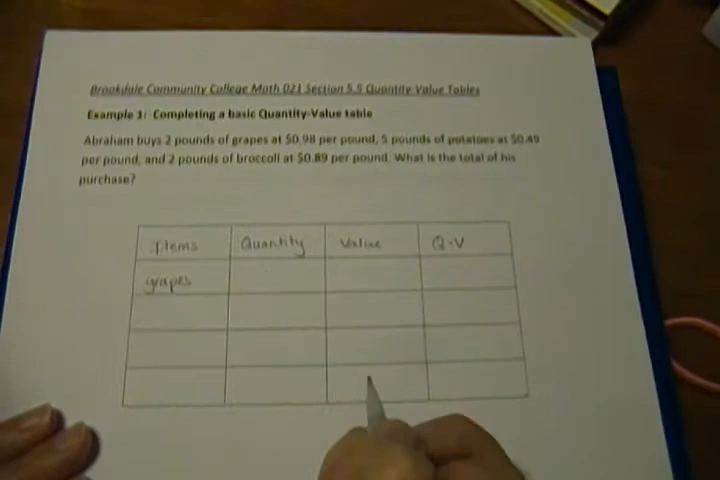 Brookdale Community College Math 021 Section 5.5 Quantity Value Tables
Example 1: Completing a basic Quantity-Value table
Abraham buys 2 pounds of grapes at $0.98 per pound, 5 pounds of potatoes at $0.49
per pound, and 2 pounds of broccoli at $0.89 per pound. What is the total of his
purchase?
Items Quantity Value Q·V
grapes